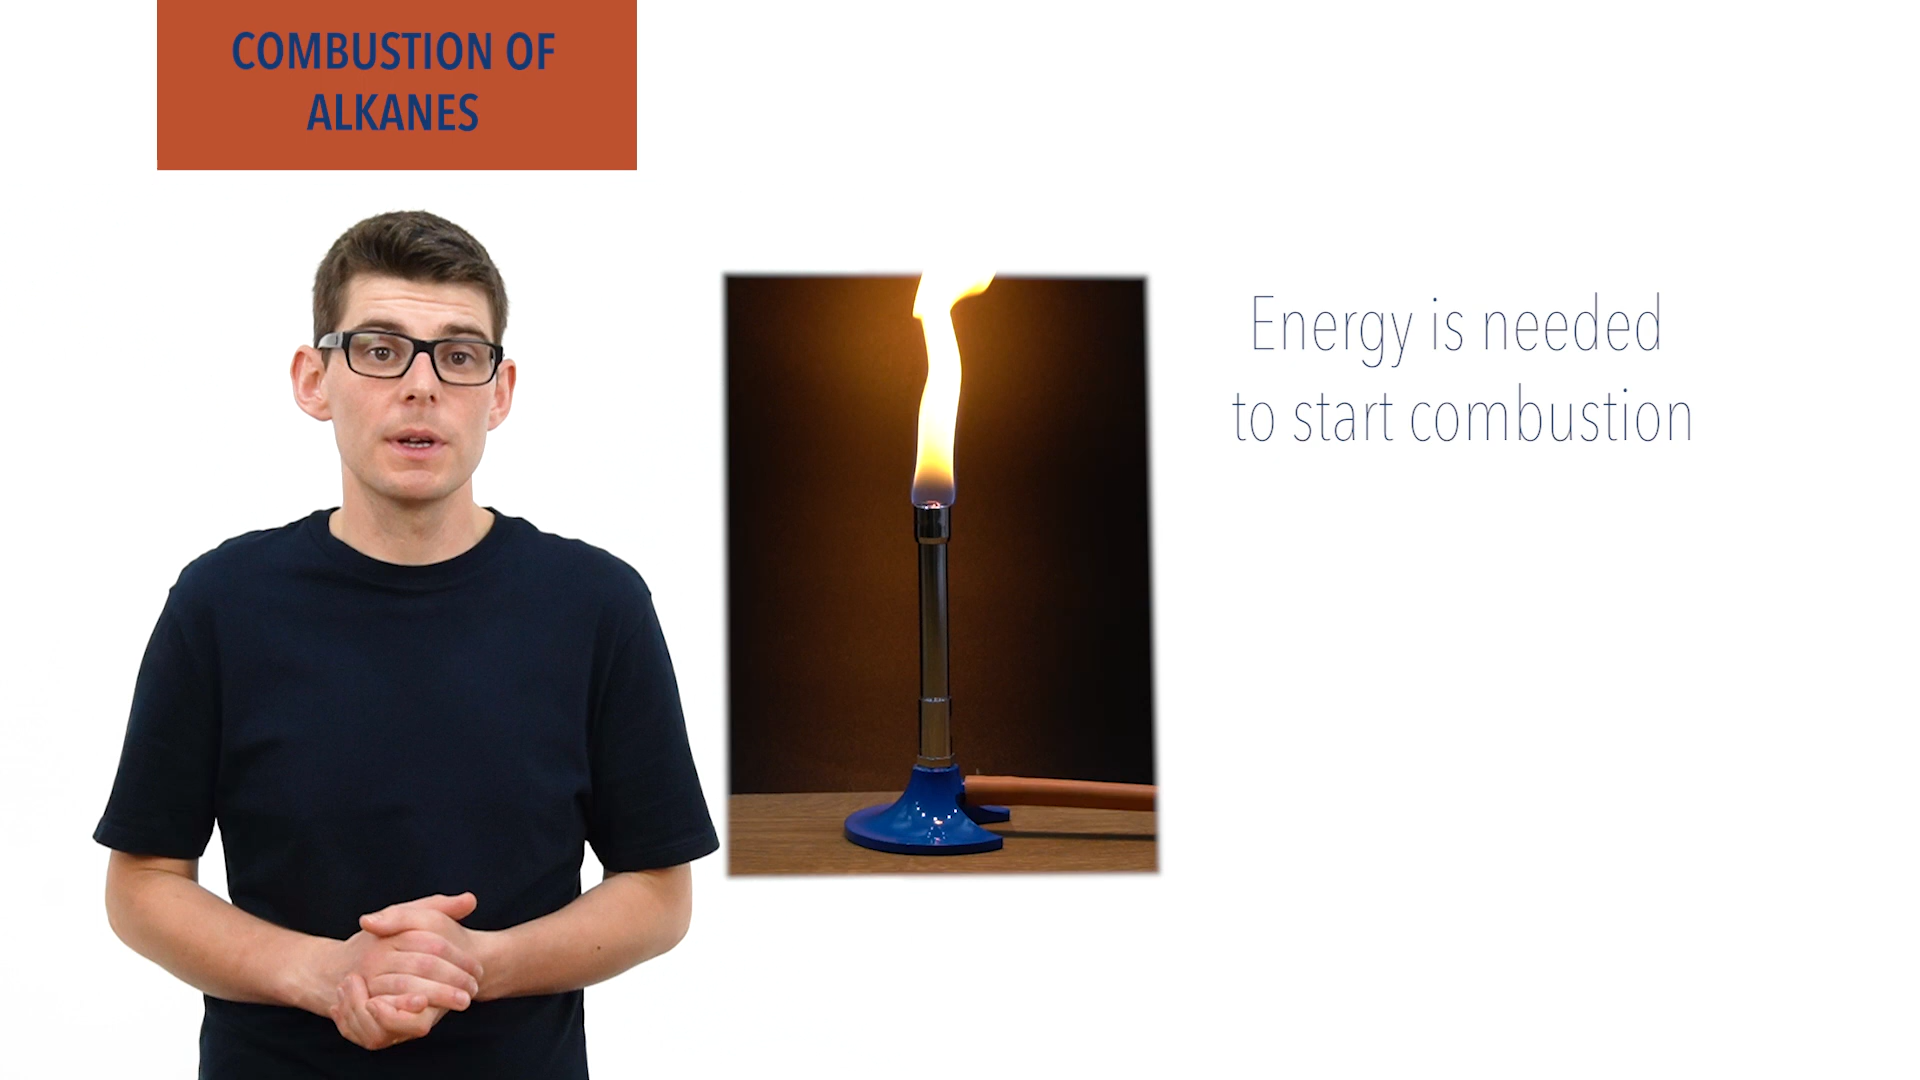 COMBUSTION OF
ALKANES
Energy is needed
to start combustion